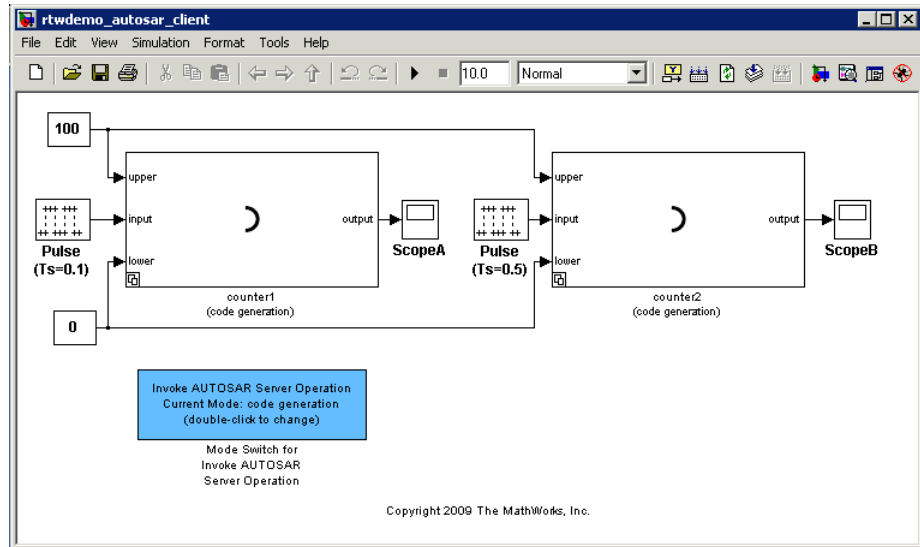 rtwdemo_autosar_client
File Edit View Simulation Format Tools Help
10.0 Normal
100
upper
input
lower
output
Pulse
(Ts=0.1)
ScopeA
counter1
(code generation)
upper
input
lower
output
Pulse
(Ts=0.5)
ScopeB
counter2
(code generation)
0
Invoke AUTOSAR Server Operation
Current Mode: code generation
(double-click to change)
Mode Switch for
Invoke AUTOSAR
Server Operation
Copyright 2009 The MathWorks, Inc.